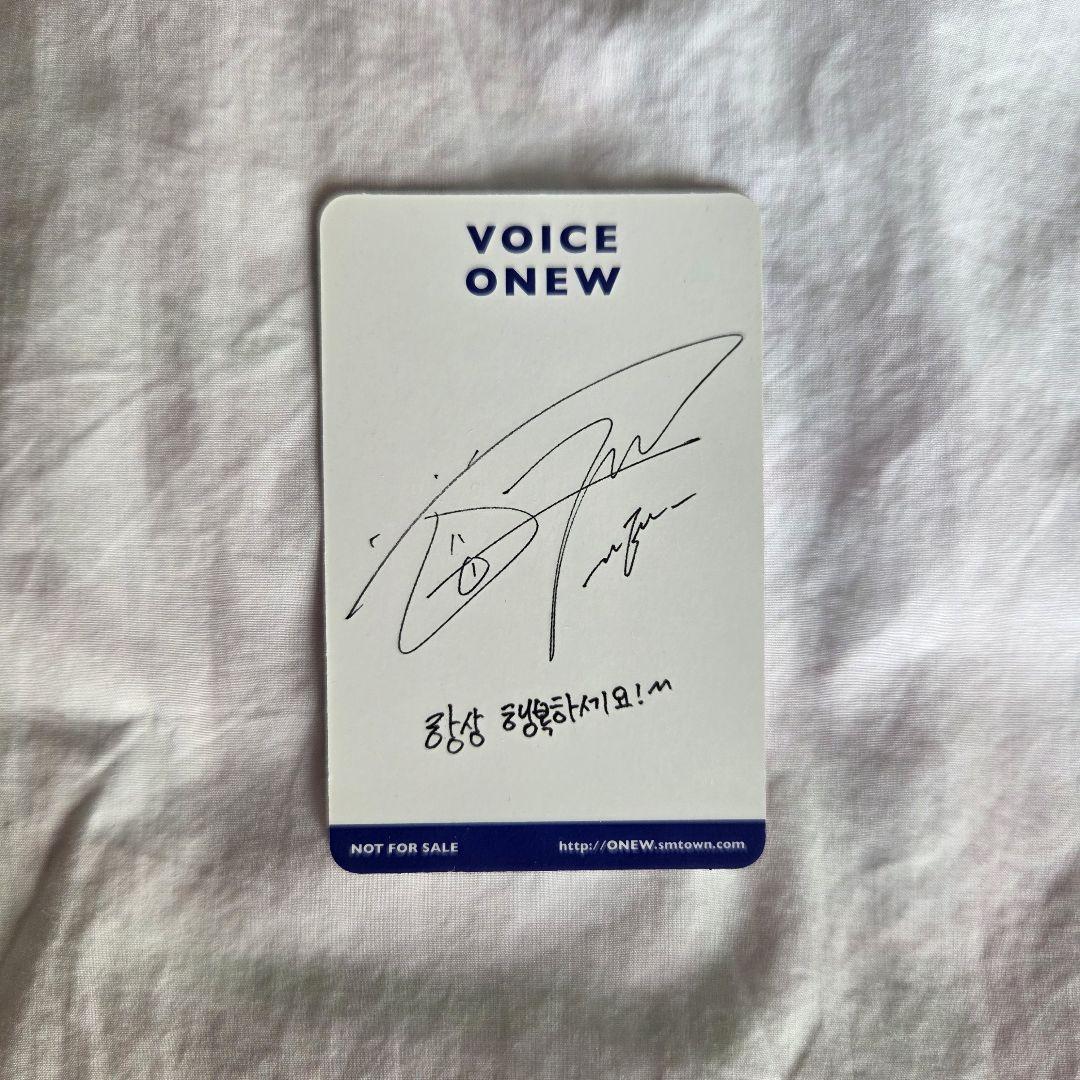 VOICE
ONEW
항상 행복하세요!^^
NOT FOR SALE
http://ONEW.smtown.com